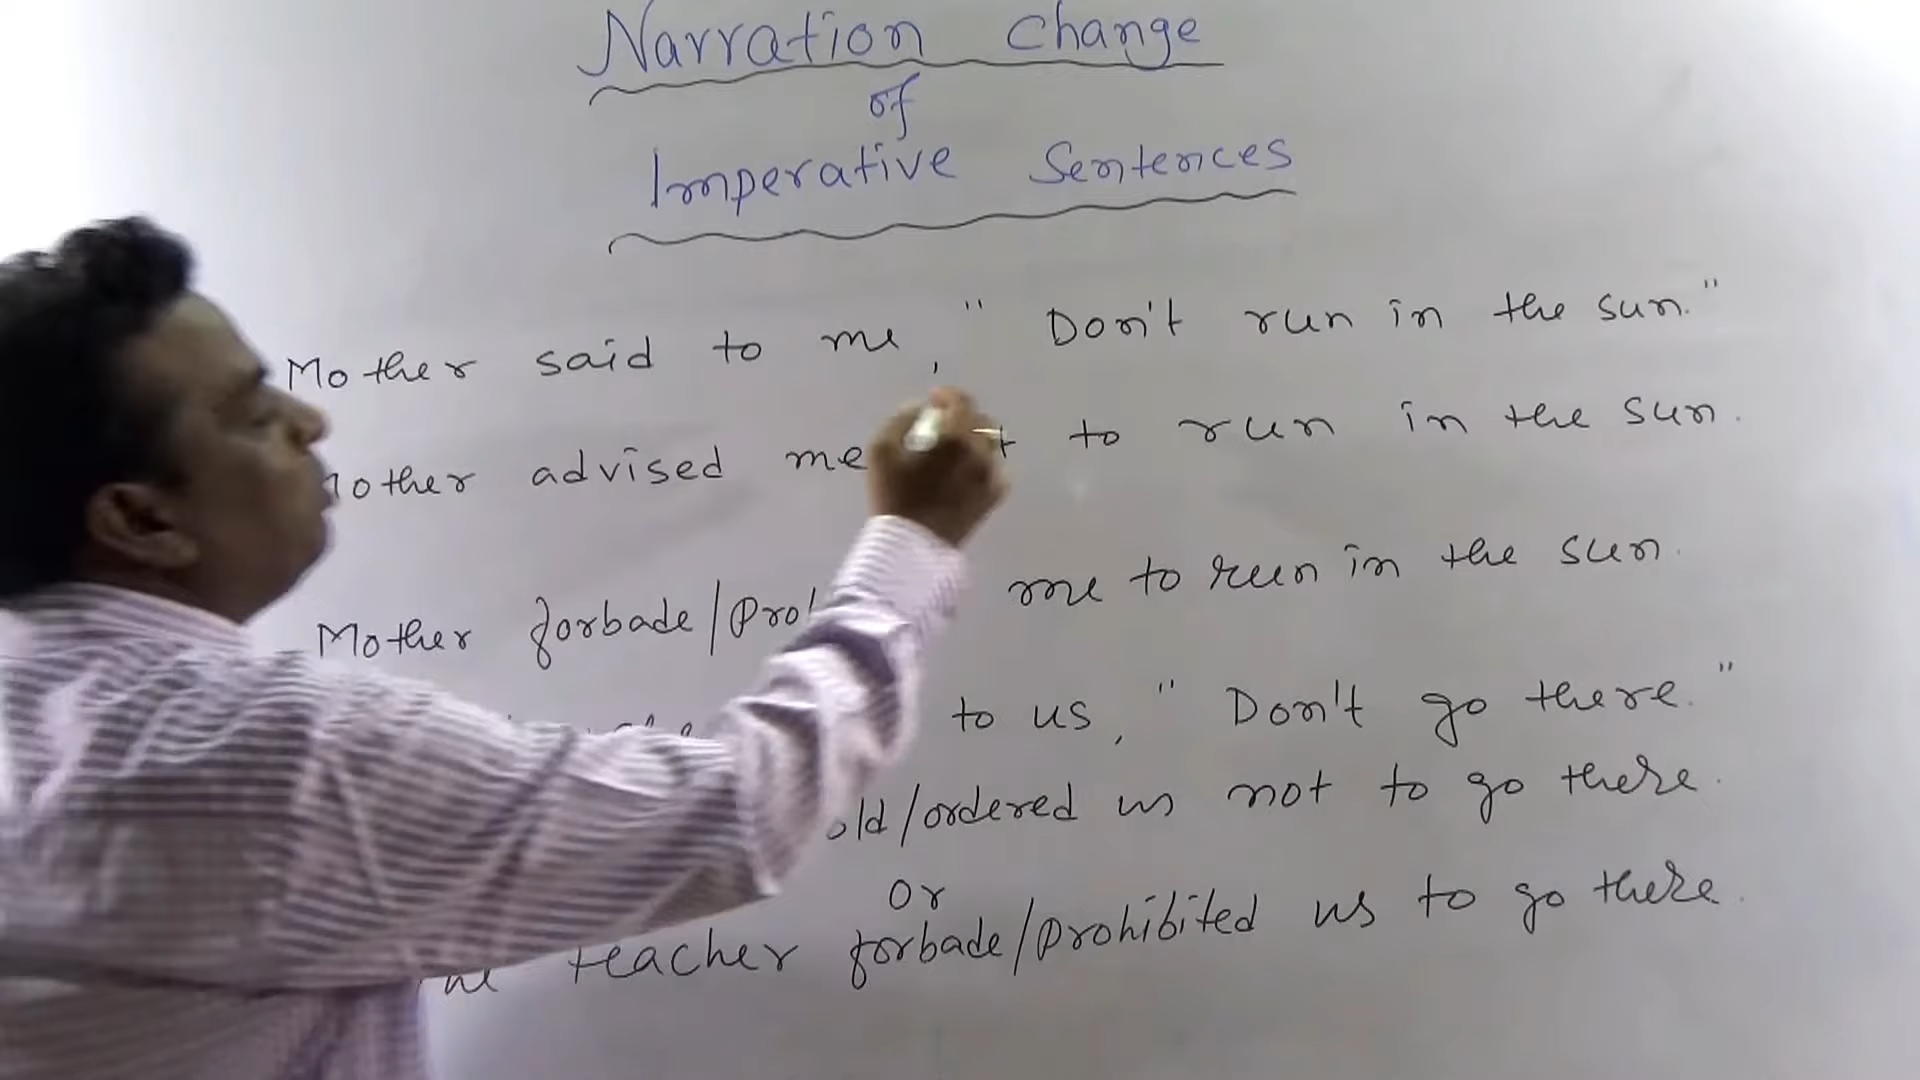 Narration Change
of
Imperative Sentences
Mother said to me, " Don't run in the sun."
advised me to run in the sun.
Mother forbade/ me to run in the sun.
to us, " Don't go there."
/ordered us not to go there.
Or
teacher forbade/prohibited us to go there.